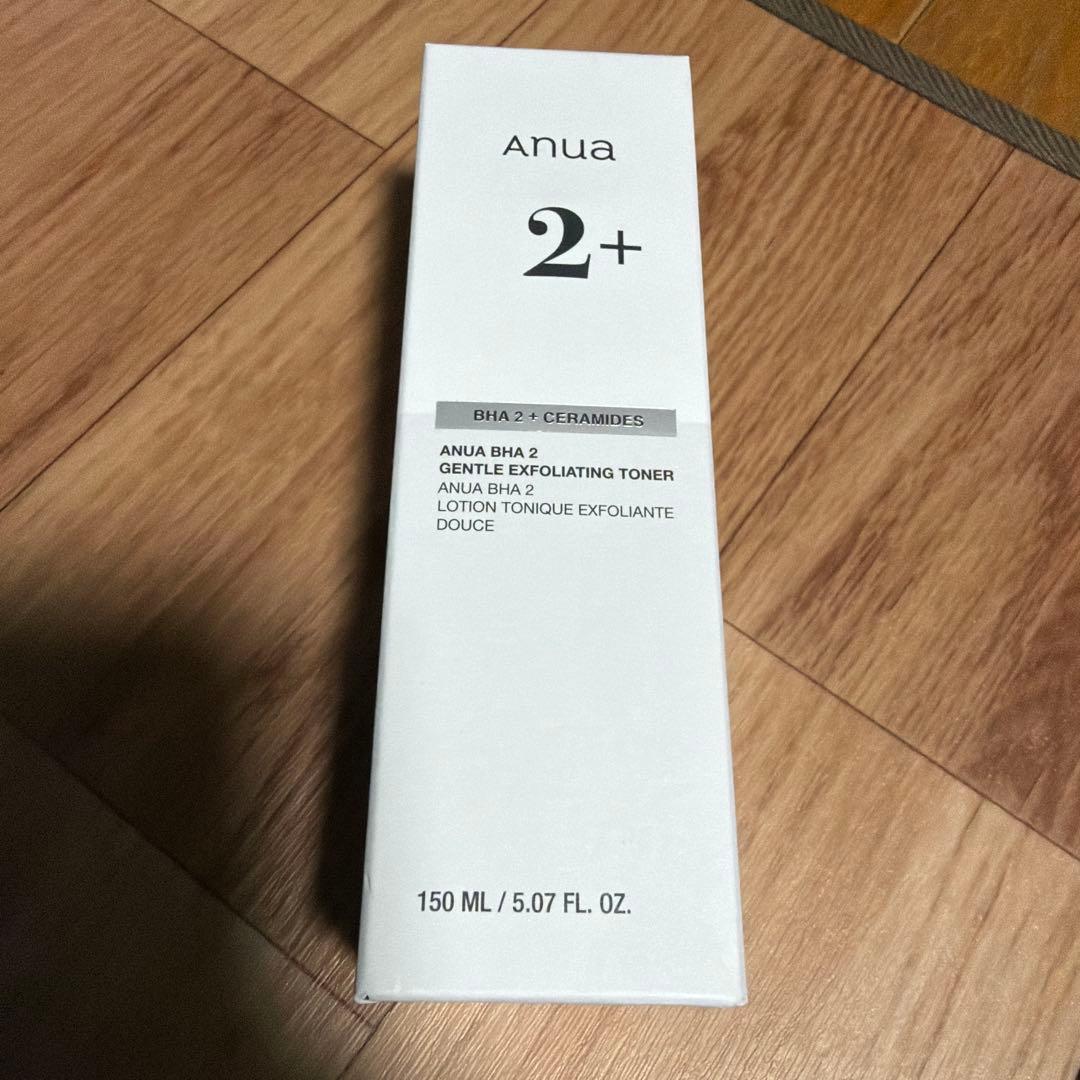 Anua
2+
BHA 2 + CERAMIDES
ANUA BHA 2
GENTLE EXFOLIATING TONER
ANUA BHA 2
LOTION TONIQUE EXFOLIANTE
DOUCE
150 ML / 5.07 FL. OZ.